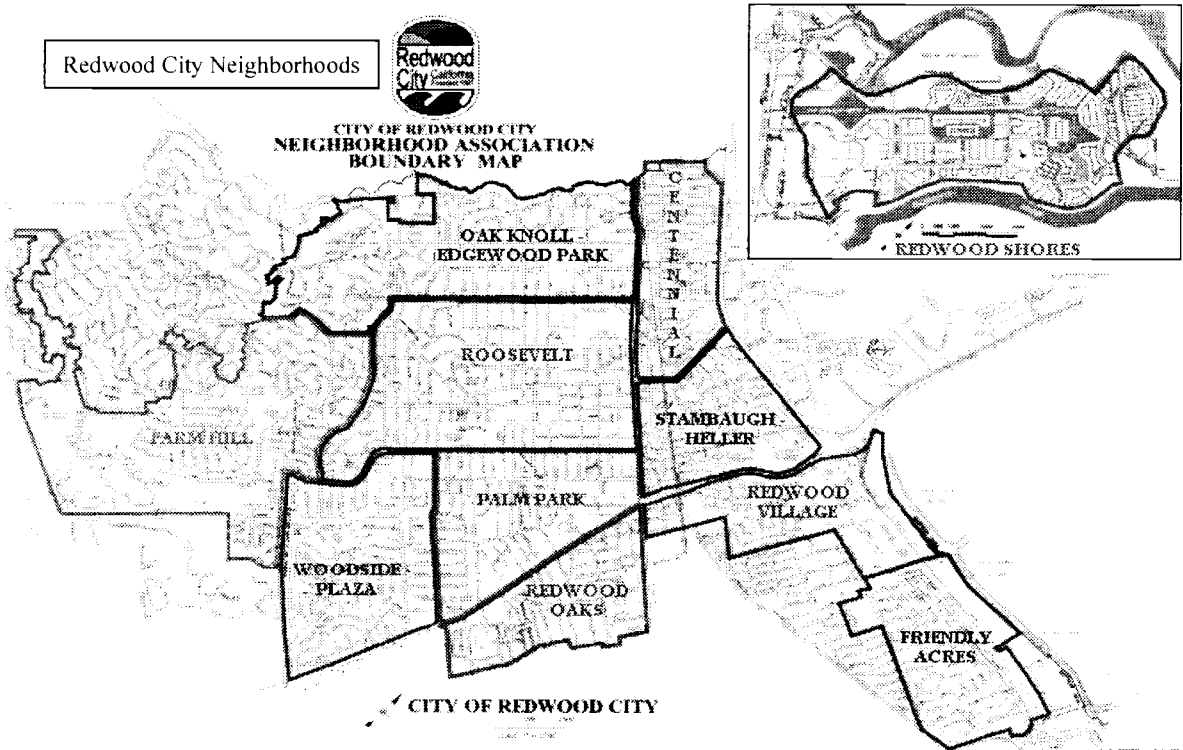 Redwood City Neighborhoods
Redwood
City California
CITY OF REDWOOD CITY
NEIGHBORHOOD ASSOCIATION
BOUNDARY MAP
REDWOOD SHORES
CENTENNIAL
OAK KNOLL -
EDGEWOOD PARK
ROOSEVELT
FARM HILL
STAMBAUGH -
HELLER
PALM PARK
REDWOOD
VILLAGE
WOODSIDE
PLAZA
REDWOOD
OAKS
FRIENDLY
ACRES
CITY OF REDWOOD CITY